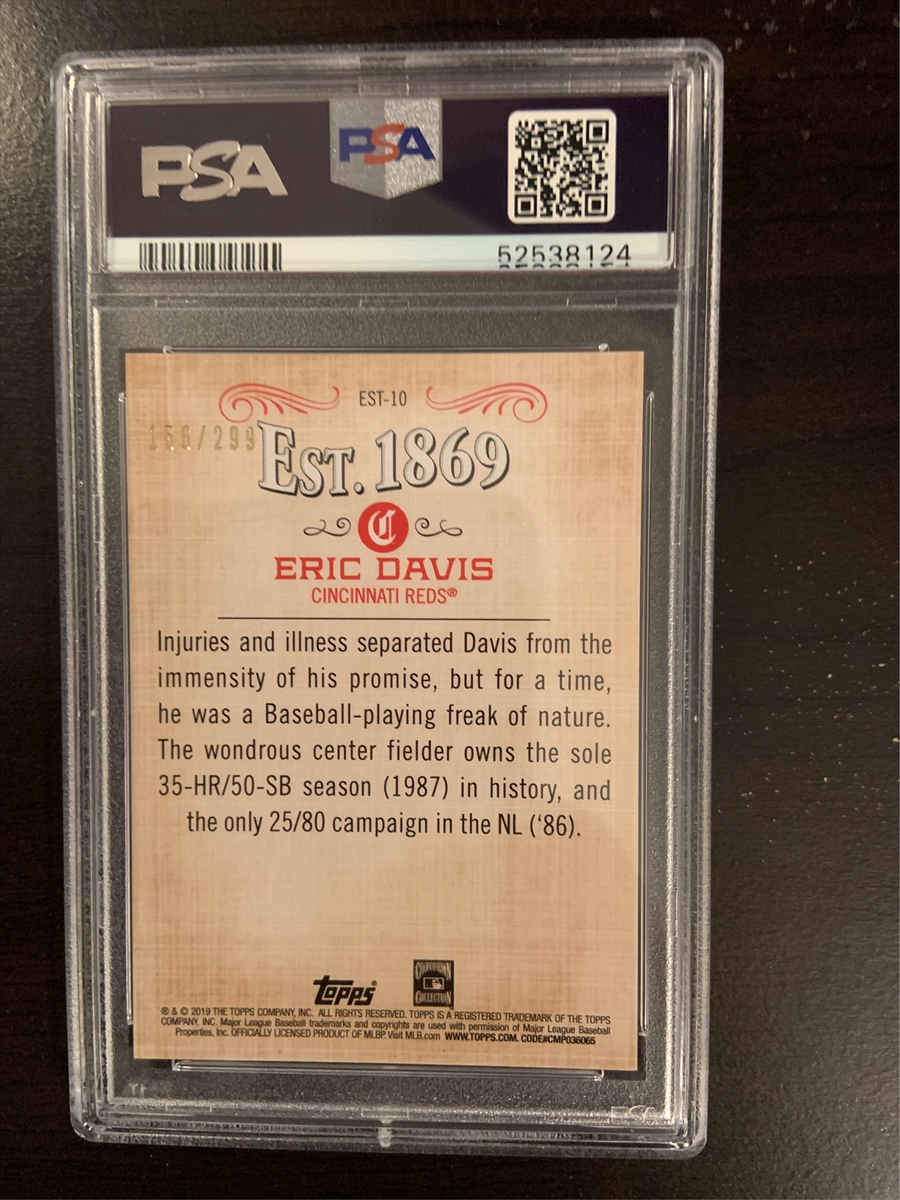 PSA
PSA
52538124
EST-10
156/299
EST. 1869
C
ERIC DAVIS
CINCINNATI REDS®
Injuries and illness separated Davis from the
immensity of his promise, but for a time,
he was a Baseball-playing freak of nature.
The wondrous center fielder owns the sole
35-HR/50-SB season (1987) in history, and
the only 25/80 campaign in the NL (‘86).
topps®
COOPERSTOWN
COLLECTION
® & © 2019 THE TOPPS COMPANY, INC. ALL RIGHTS RESERVED. TOPPS IS A REGISTERED TRADEMARK OF THE TOPPS
COMPANY, INC. Major League Baseball trademarks and copyrights are used with permission of Major League Baseball
Properties, Inc. OFFICIALLY LICENSED PRODUCT OF MLBP. Visit MLB.com WWW.TOPPS.COM. CODE#CMP036065